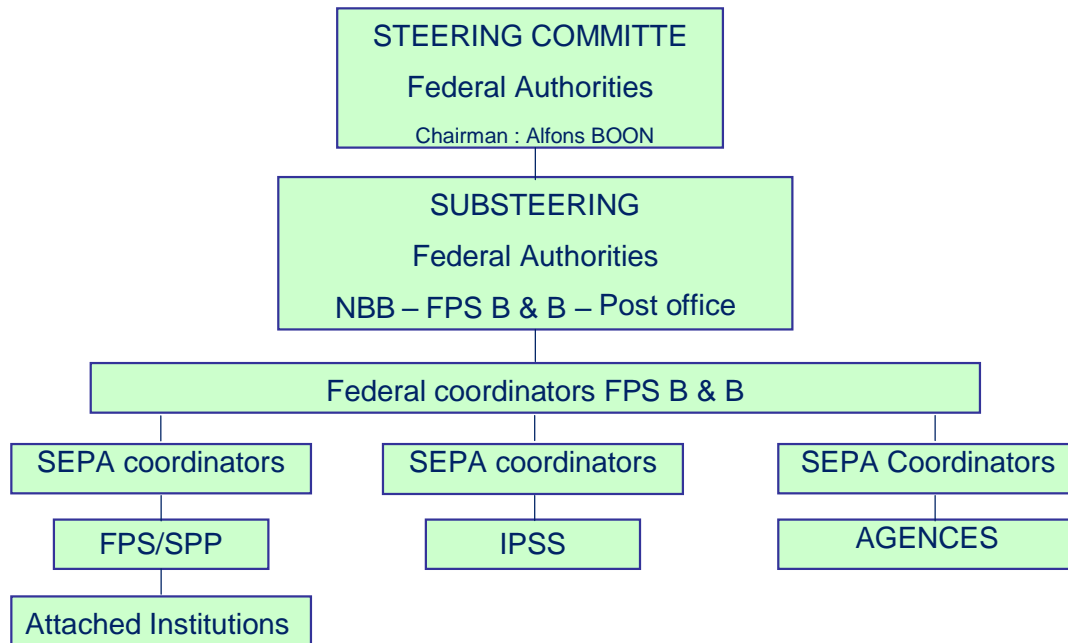 STEERING COMMITTE
Federal Authorities
Chairman : Alfons BOON
SUBSTEERING
Federal Authorities
NBB – FPS B & B – Post office
Federal coordinators FPS B & B
SEPA coordinators
SEPA coordinators
SEPA Coordinators
FPS/SPP
IPSS
AGENCES
Attached Institutions